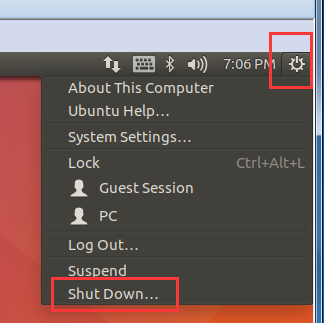 7:06 PM
About This Computer
Ubuntu Help...
System Settings...
Lock Ctrl+Alt+L
Guest Session
PC
Log Out...
Suspend
Shut Down...